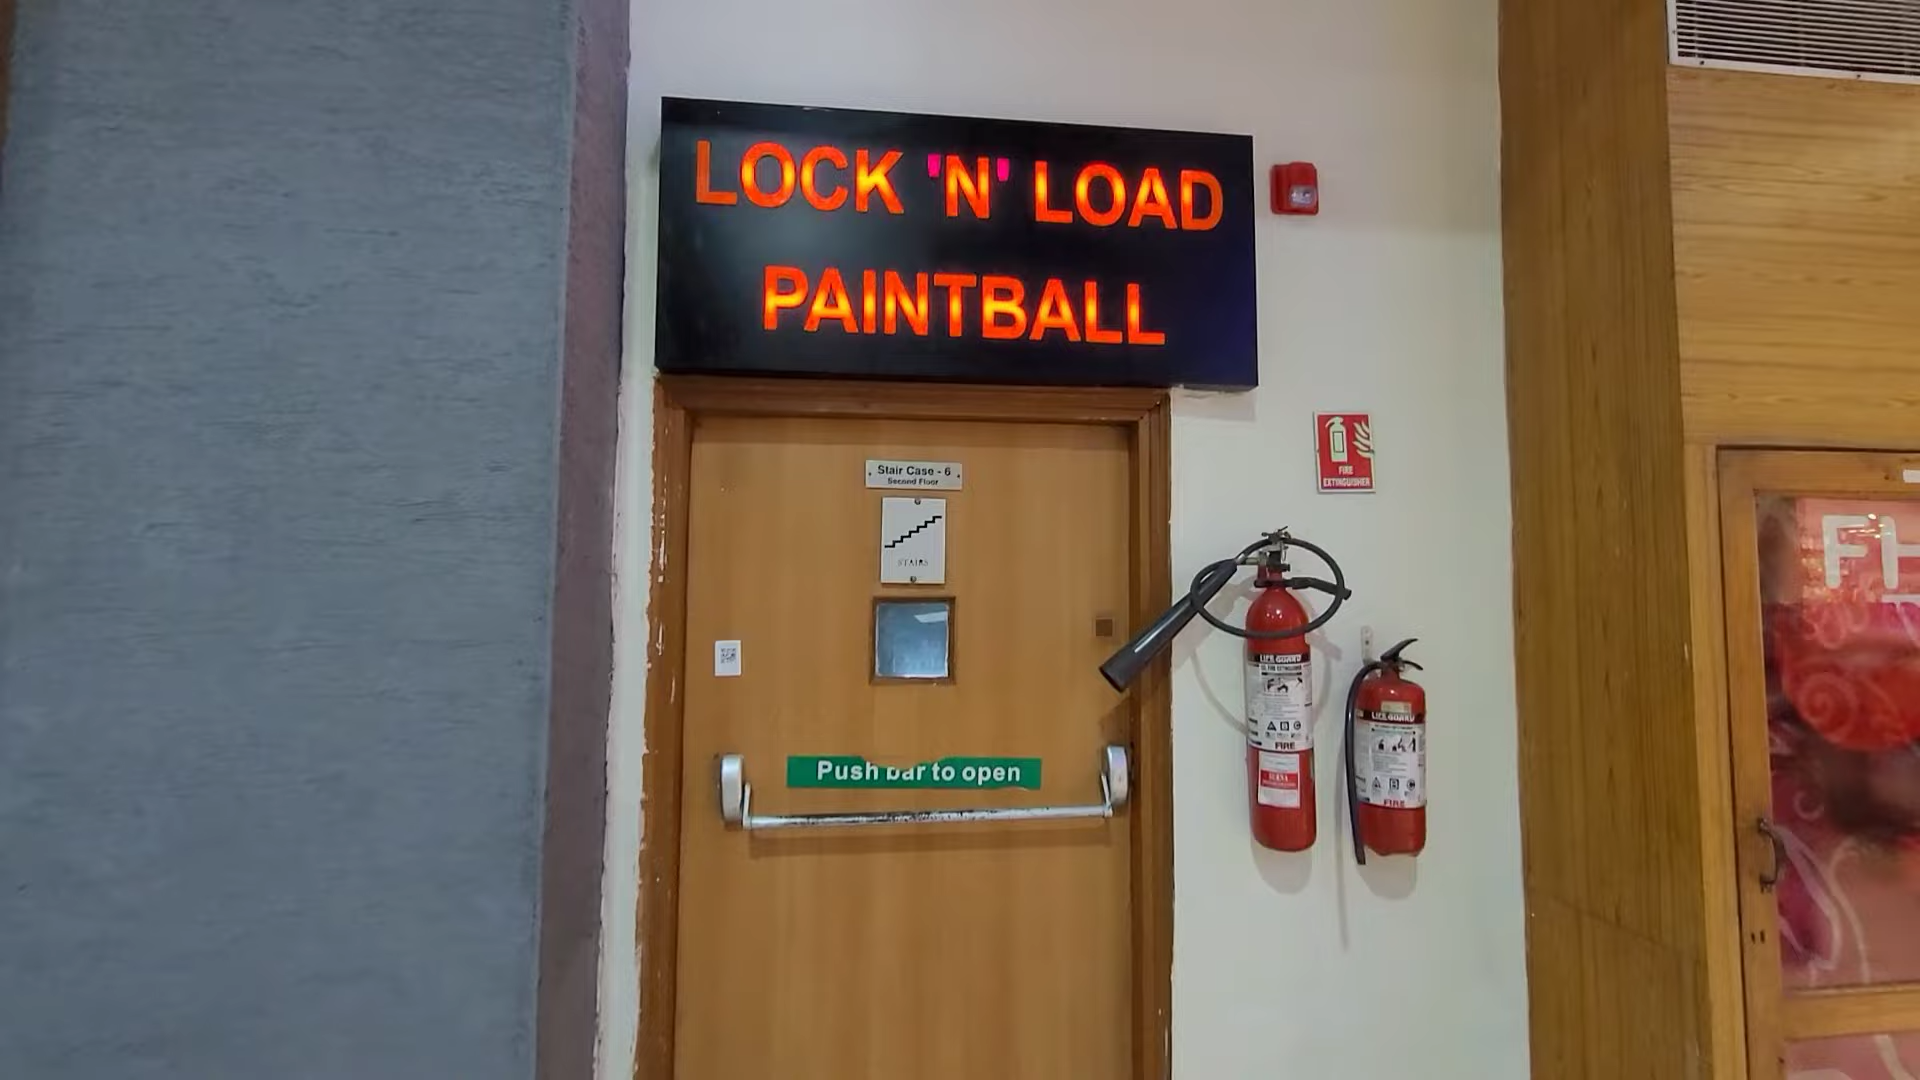 LOCK 'N' LOAD
PAINTBALL
Stair Case - 6
Second Floor
STAIRS
Push bar to open
FIRE
EXTINGUISHER
LIFE GUARD
FIRE
LIFE GUARD
FIRE